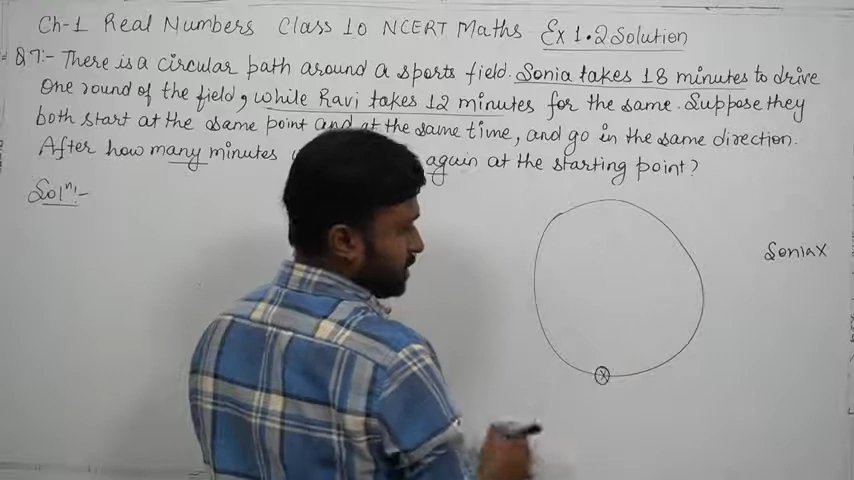 Ch-1 Real Numbers Class 10 NCERT Maths Ex 1.2 Solution
Q7:- There is a circular path around a sports field. Sonia takes 18 minutes to drive
One round of the field, while Ravi takes 12 minutes for the same. Suppose they
both start at the same point and at the same time, and go in the same direction.
After how many minutes again at the starting point?
Solⁿ:-
Sonia X
X